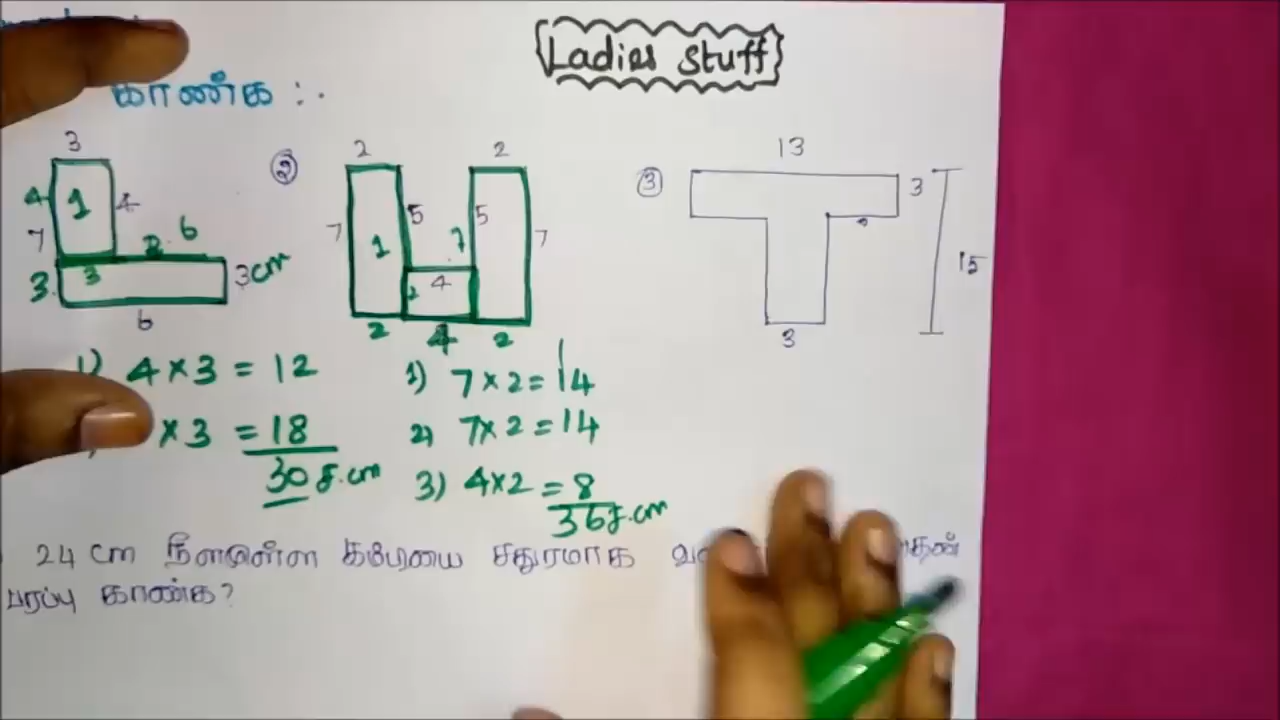 Ladies Stuff
காண்க :.
3
4 1 4
7 2 6
3 3 3cm
6
② 2 2
7 1 5 7 5 7
2 4
2 4 2
③ 13
3
15
3
1) 4×3 = 12
×3 = 18
30 ச.cm
1) 7×2 = 14
2) 7×2 = 14
3) 4×2 = 8
36 ச.cm
24 cm நீளமுள்ள கம்பியை சதுரமாக
பரப்பு காண்க?